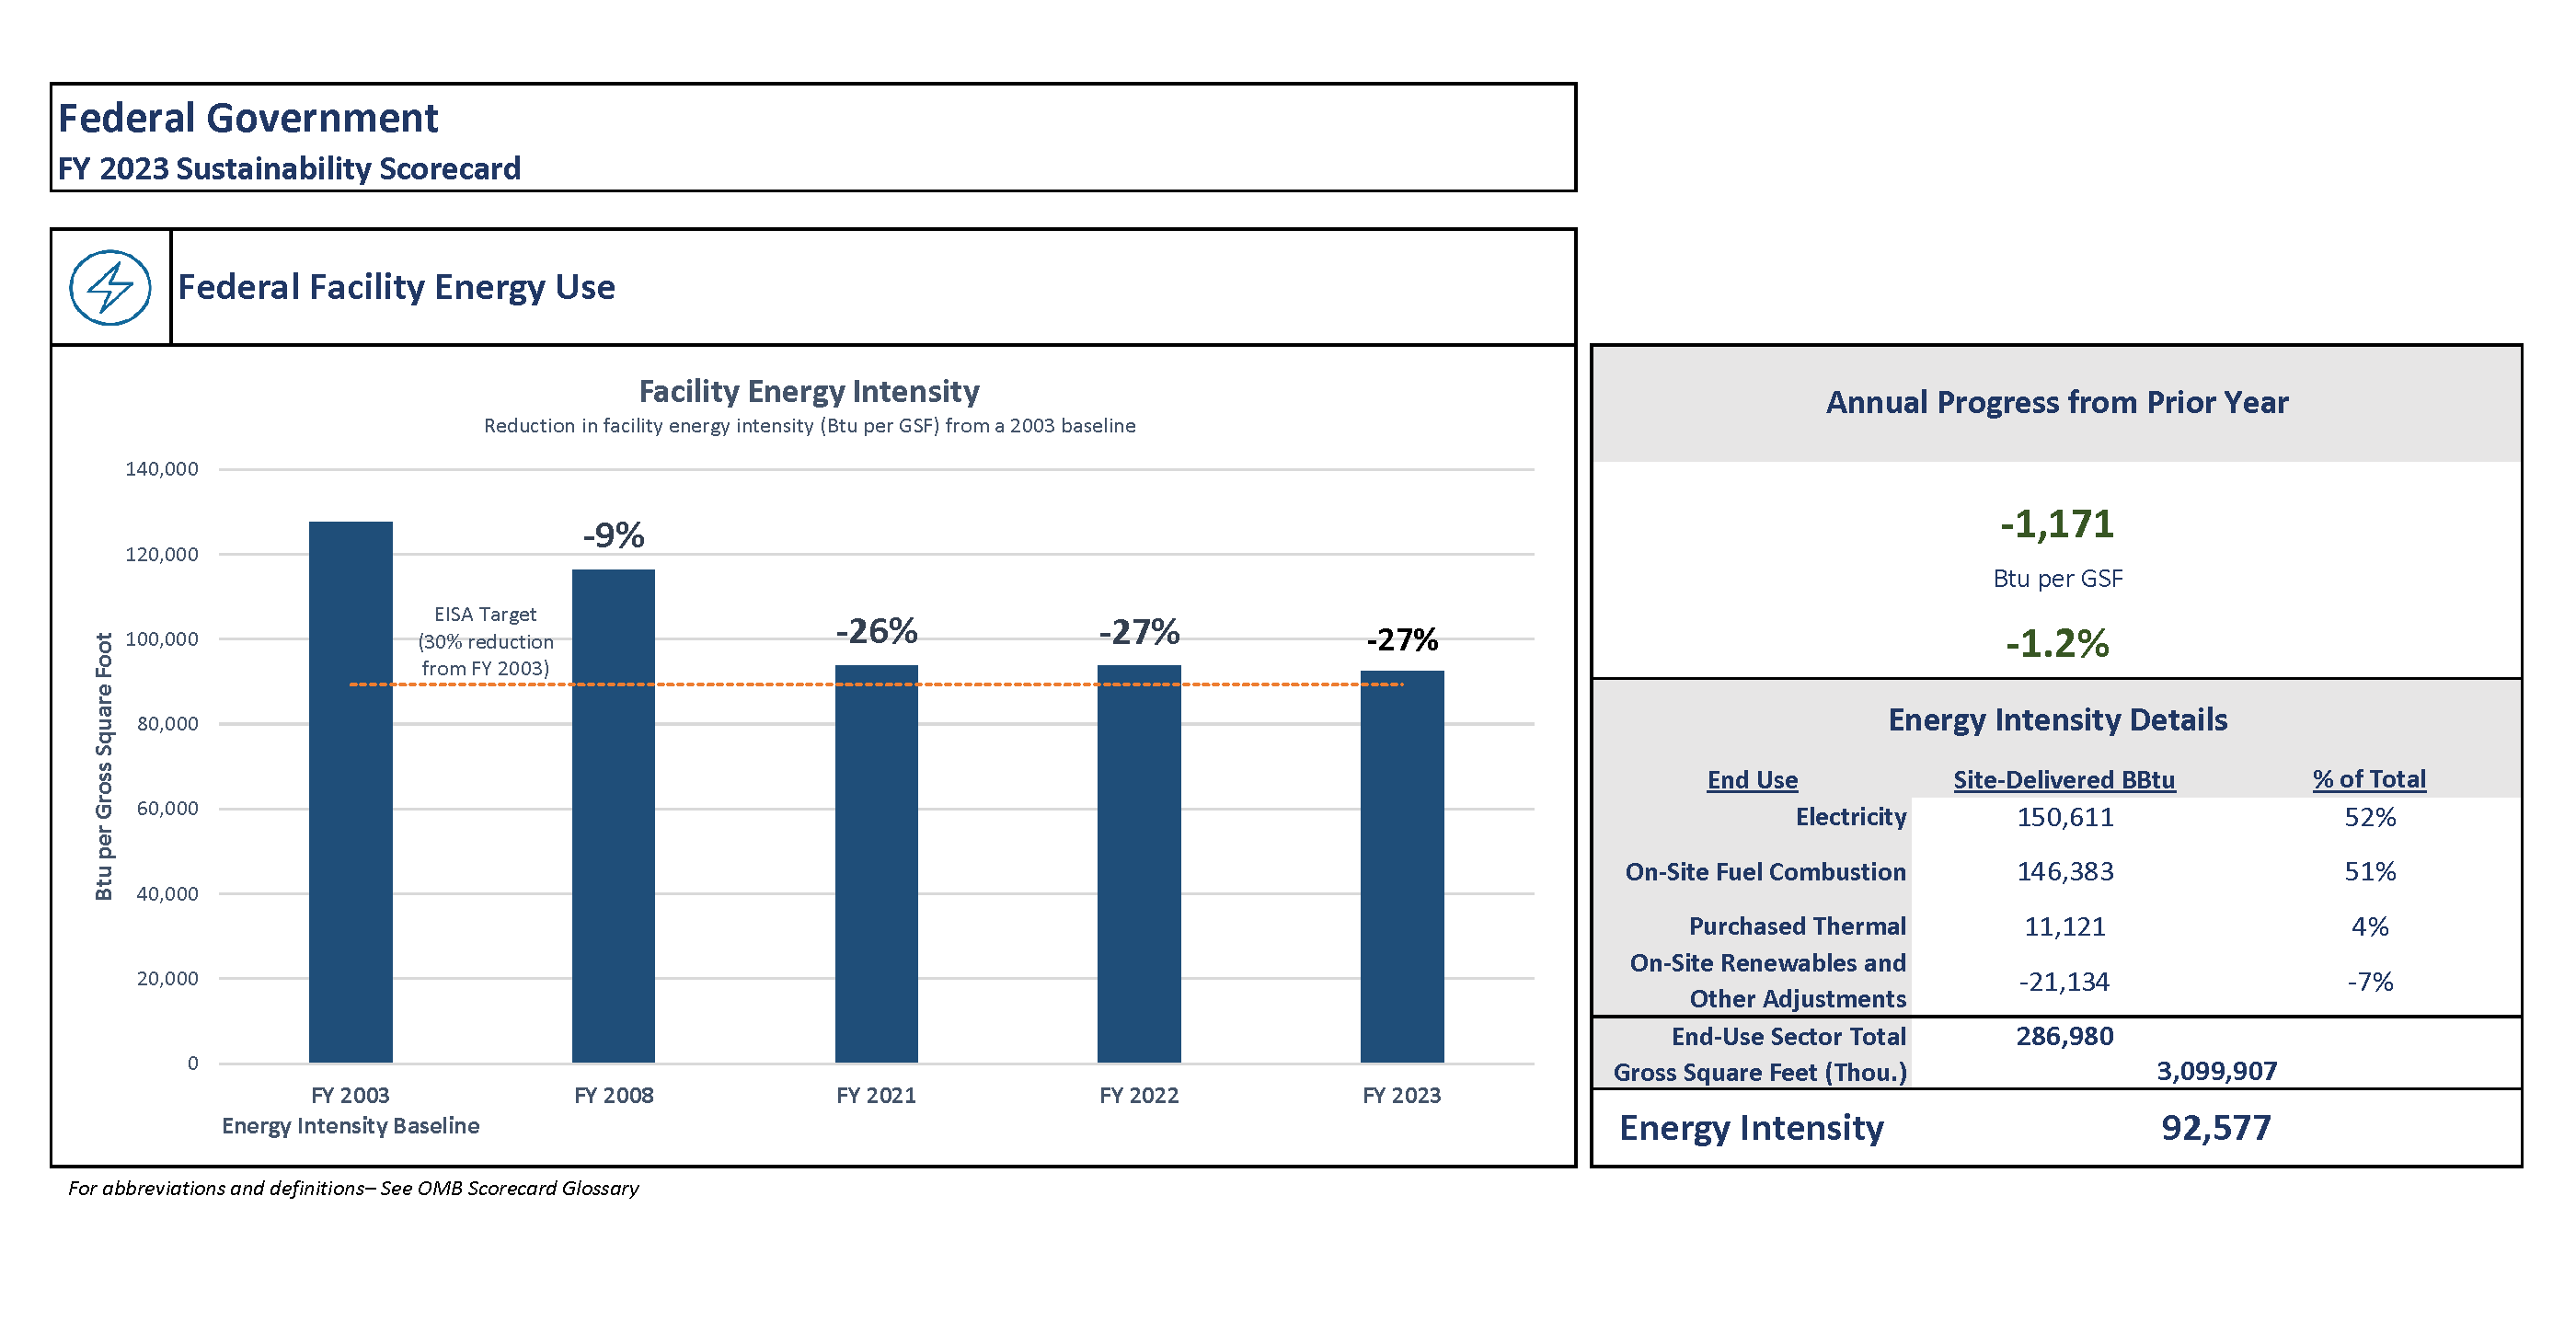 Federal Government
FY 2023 Sustainability Scorecard
Federal Facility Energy Use
Facility Energy Intensity
Reduction in facility energy intensity (Btu per GSF) from a 2003 baseline
Btu per Gross Square Foot
140,000
120,000
100,000
80,000
60,000
40,000
20,000
0
-9%
-26%
-27%
-27%
EISA Target
(30% reduction
from FY 2003)
FY 2003
Energy Intensity Baseline
FY 2008
FY 2021
FY 2022
FY 2023
For abbreviations and definitions– See OMB Scorecard Glossary
Annual Progress from Prior Year
-1,171
Btu per GSF
-1.2%
Energy Intensity Details
End Use Site-Delivered BBtu % of Total
Electricity 150,611 52%
On-Site Fuel Combustion 146,383 51%
Purchased Thermal 11,121 4%
On-Site Renewables and
Other Adjustments -21,134 -7%
End-Use Sector Total 286,980
Gross Square Feet (Thou.) 3,099,907
Energy Intensity 92,577